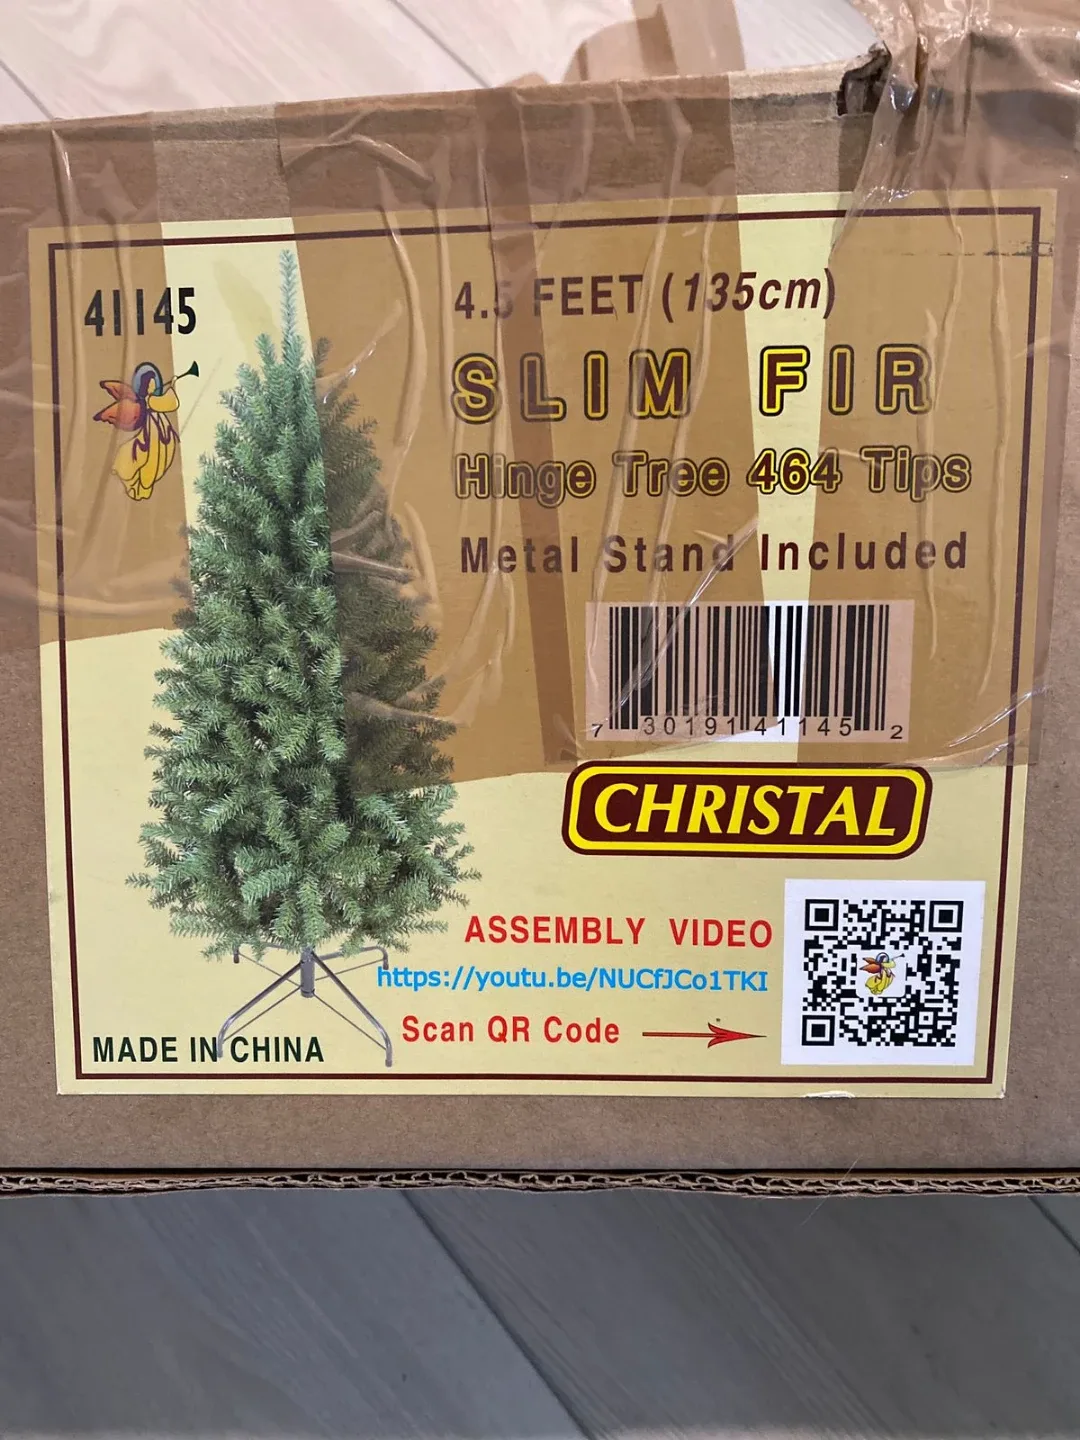 41145
4.5 FEET (135cm)
SLIM FIR
Hinge Tree 464 Tips
Metal Stand Included
7 30191 41145 2
CHRISTAL
ASSEMBLY VIDEO
https://youtu.be/NUCfJCo1TKI
Scan QR Code
MADE IN CHINA